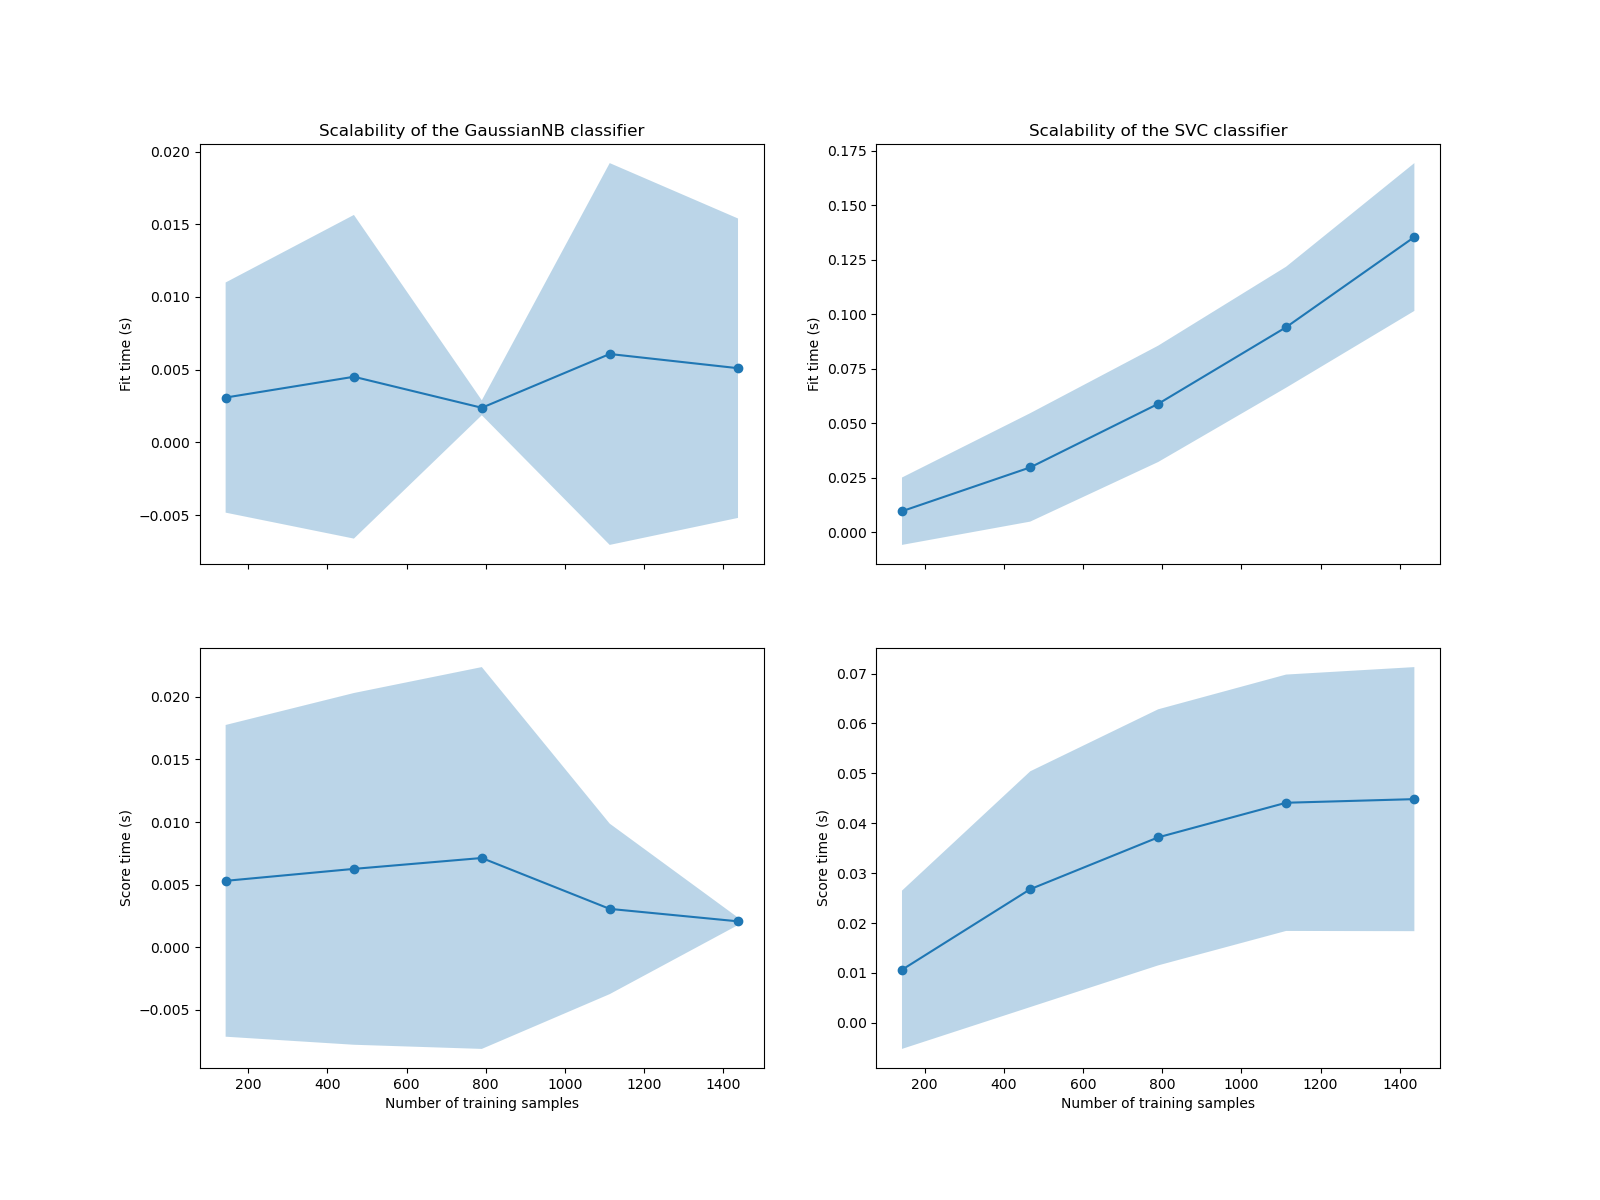 Scalability of the GaussianNB classifier
0.020
0.015
0.010
0.005
0.000
−0.005
Fit time (s)
Scalability of the SVC classifier
0.175
0.150
0.125
0.100
0.075
0.050
0.025
0.000
Fit time (s)
0.020
0.015
0.010
0.005
0.000
−0.005
Score time (s)
200 400 600 800 1000 1200 1400
Number of training samples
0.07
0.06
0.05
0.04
0.03
0.02
0.01
0.00
Score time (s)
200 400 600 800 1000 1200 1400
Number of training samples